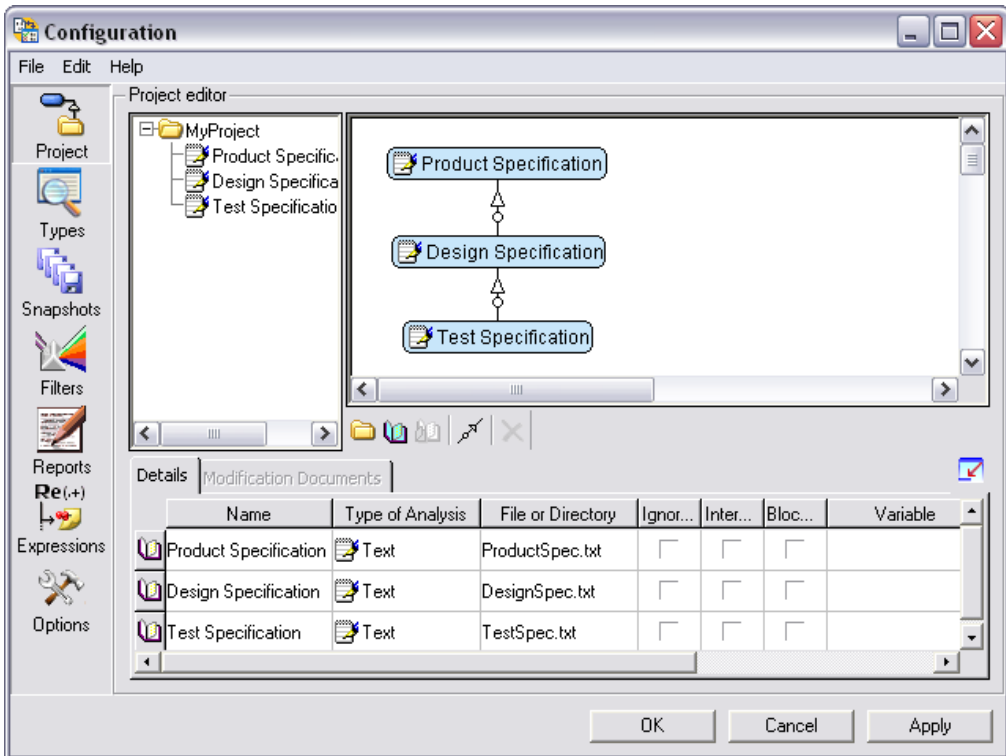 Configuration
File Edit Help
Project
Types
Snapshots
Filters
Reports
Re(.+)
Expressions
Options
Project editor
MyProject
Product Specific
Design Specifica
Test Specificatio
Product Specification
Design Specification
Test Specification
Details Modification Documents
Name Type of Analysis File or Directory Ignor... Inter... Bloc... Variable
Product Specification Text ProductSpec.txt
Design Specification Text DesignSpec.txt
Test Specification Text TestSpec.txt
OK Cancel Apply